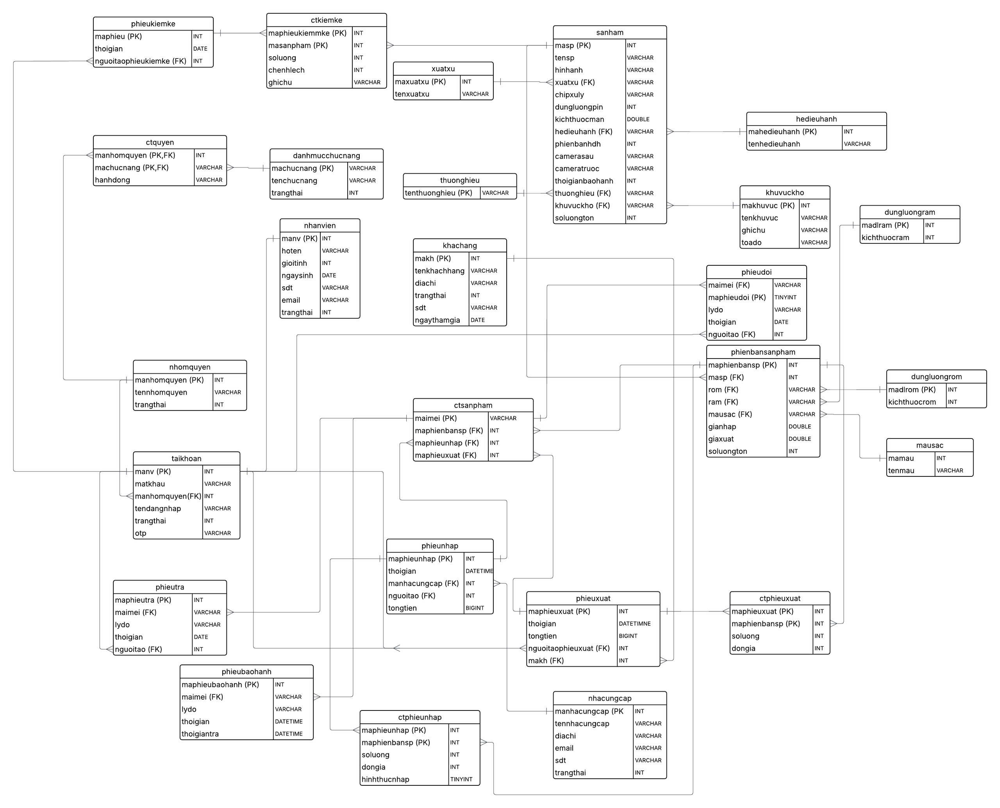 phieukiemke
maphieu (PK) INT
thoigian DATE
nguoitaophieukiemke (FK) INT
ctkiemke
maphieukiemmke (PK) INT
masanpham (PK) INT
soluong INT
chenhlech INT
ghichu VARCHAR
sanham
masp (PK) INT
tensp VARCHAR
hinhanh VARCHAR
xuatxu (FK) VARCHAR
chipxuly VARCHAR
dungluongpin INT
kichthuocman DOUBLE
hedieuhanh (FK) VARCHAR
phienbanhdh INT
camerasau VARCHAR
cameratruoc VARCHAR
thoigianbaohanh INT
thuonghieu (FK) VARCHAR
khuvuckho (FK) VARCHAR
soluongton INT
xuatxu
maxuatxu (PK) INT
tenxuatxu VARCHAR
hedieuhanh
mahedieuhanh (PK) INT
tenhedieuhanh VARCHAR
ctquyen
manhomquyen (PK,FK) INT
machucnang (PK,FK) VARCHAR
hanhdong VARCHAR
danhmucchucnang
machucnang (PK) VARCHAR
tenchucnang VARCHAR
trangthai INT
thuonghieu
tenthuonghieu (PK) VARCHAR
khuvuckho
makhuvuc (PK) INT
tenkhuvuc VARCHAR
ghichu VARCHAR
toado VARCHAR
dungluongram
madlram (PK) INT
kichthuocram INT
nhanvien
manv (PK) INT
hoten VARCHAR
gioitinh INT
ngaysinh DATE
sdt VARCHAR
email VARCHAR
trangthai INT
khachang
makh (PK) INT
tenkhachhang VARCHAR
diachi VARCHAR
trangthai INT
sdt VARCHAR
ngaythamgia DATE
phieudoi
maimei (FK) VARCHAR
maphieudoi (PK) TINYINT
lydo VARCHAR
thoigian DATE
nguoitao (FK) INT
phienbansanpham
maphienbansp (PK) INT
masp (FK) INT
rom (FK) VARCHAR
ram (FK) VARCHAR
mausac (FK) VARCHAR
gianhap DOUBLE
giaxuat DOUBLE
soluongton INT
nhomquyen
manhomquyen (PK) INT
tennhomquyen VARCHAR
trangthai INT
dungluongrom
madlrom (PK) INT
kichthuocrom INT
ctsanpham
maimei (PK) VARCHAR
maphienbansp (FK) INT
maphieunhap (FK) INT
maphieuxuat (FK) INT
mausac
mamau INT
tenmau VARCHAR
taikhoan
manv (PK) INT
matkhau VARCHAR
manhomquyen(FK) INT
tendangnhap VARCHAR
trangthai INT
otp VARCHAR
phieunhap
maphieunhap (PK) INT
thoigian DATETIME
manhacungcap (FK) INT
nguoitao (FK) INT
tongtien BIGINT
phieutra
maphieutra (PK) INT
maimei (FK) VARCHAR
lydo VARCHAR
thoigian DATE
nguoitao (FK) INT
phieuxuat
maphieuxuat (PK) INT
thoigian DATETIMNE
tongtien BIGINT
nguoitaophieuxuat (FK) INT
makh (FK) INT
ctphieuxuat
maphieuxuat (PK) INT
maphienbansp (PK) INT
soluong INT
dongia INT
phieubaohanh
maphieubaohanh (PK) INT
maimei (FK) VARCHAR
lydo VARCHAR
thoigian DATETIME
thoigiantra DATETIME
nhacungcap
manhacungcap (PK INT
tennhacungcap VARCHAR
diachi VARCHAR
email VARCHAR
sdt VARCHAR
trangthai INT
ctphieunhap
maphieunhap (PK) INT
maphienbansp (PK) INT
soluong INT
dongia INT
hinhthucnhap TINYINT